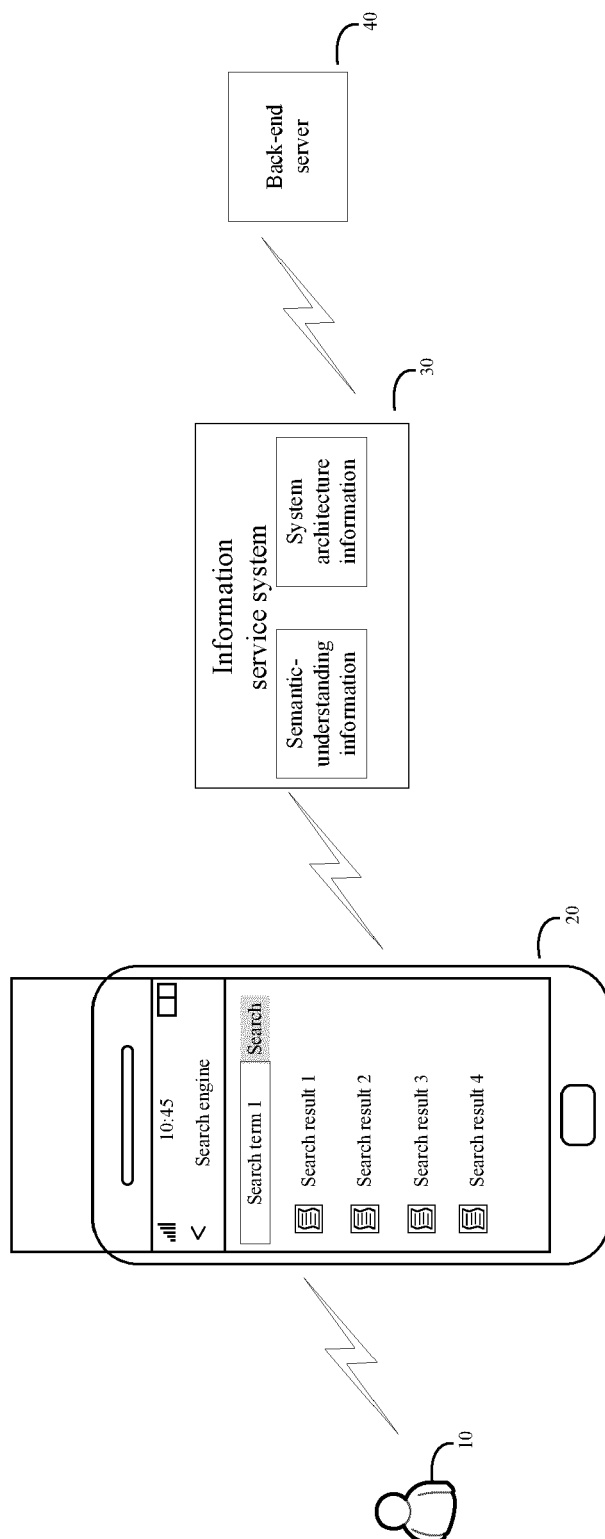 10
10:45
<
Search engine
Search term 1
Search
Search result 1
Search result 2
Search result 3
Search result 4
20
Information
service system
Semantic-
understanding
information
System
architecture
information
30
Back-end
server
40